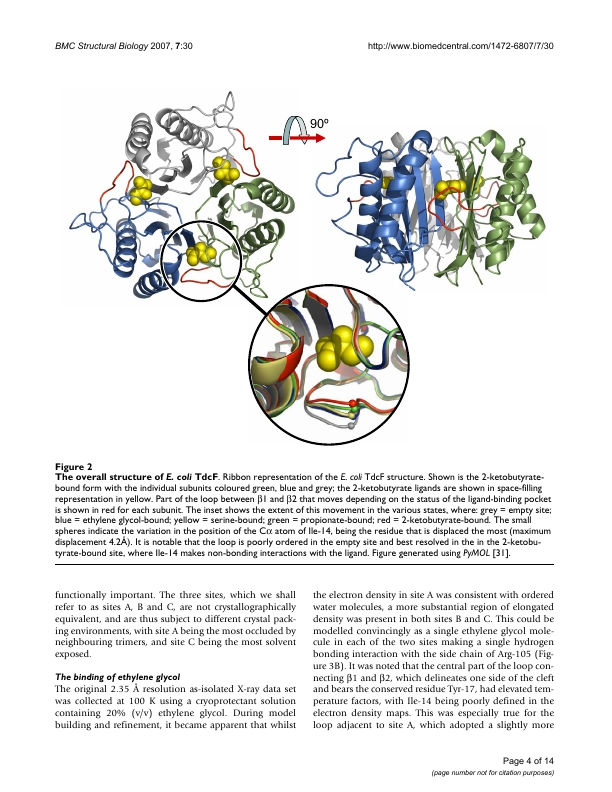 BMC Structural Biology 2007, 7:30
http://www.biomedcentral.com/1472-6807/7/30
90º
Figure 2
The overall structure of E. coli TdcF. Ribbon representation of the E. coli TdcF structure. Shown is the 2-ketobutyrate-
bound form with the individual subunits coloured green, blue and grey; the 2-ketobutyrate ligands are shown in space-filling
representation in yellow. Part of the loop between β1 and β2 that moves depending on the status of the ligand-binding pocket
is shown in red for each subunit. The inset shows the extent of this movement in the various states, where: grey = empty site;
blue = ethylene glycol-bound; yellow = serine-bound; green = propionate-bound; red = 2-ketobutyrate-bound. The small
spheres indicate the variation in the position of the Cα atom of Ile-14, being the residue that is displaced the most (maximum
displacement 4.2Å). It is notable that the loop is poorly ordered in the empty site and best resolved in the in the 2-ketobu-
tyrate-bound site, where Ile-14 makes non-bonding interactions with the ligand. Figure generated using PyMOL [31].
functionally important. The three sites, which we shall
refer to as sites A, B and C, are not crystallographically
equivalent, and are thus subject to different crystal pack-
ing environments, with site A being the most occluded by
neighbouring trimers, and site C being the most solvent
exposed.
The binding of ethylene glycol
The original 2.35 Å resolution as-isolated X-ray data set
was collected at 100 K using a cryoprotectant solution
containing 20% (v/v) ethylene glycol. During model
building and refinement, it became apparent that whilst
the electron density in site A was consistent with ordered
water molecules, a more substantial region of elongated
density was present in both sites B and C. This could be
modelled convincingly as a single ethylene glycol mole-
cule in each of the two sites making a single hydrogen
bonding interaction with the side chain of Arg-105 (Fig-
ure 3B). It was noted that the central part of the loop con-
necting β1 and β2, which delineates one side of the cleft
and bears the conserved residue Tyr-17, had elevated tem-
perature factors, with Ile-14 being poorly defined in the
electron density maps. This was especially true for the
loop adjacent to site A, which adopted a slightly more
Page 4 of 14
(page number not for citation purposes)